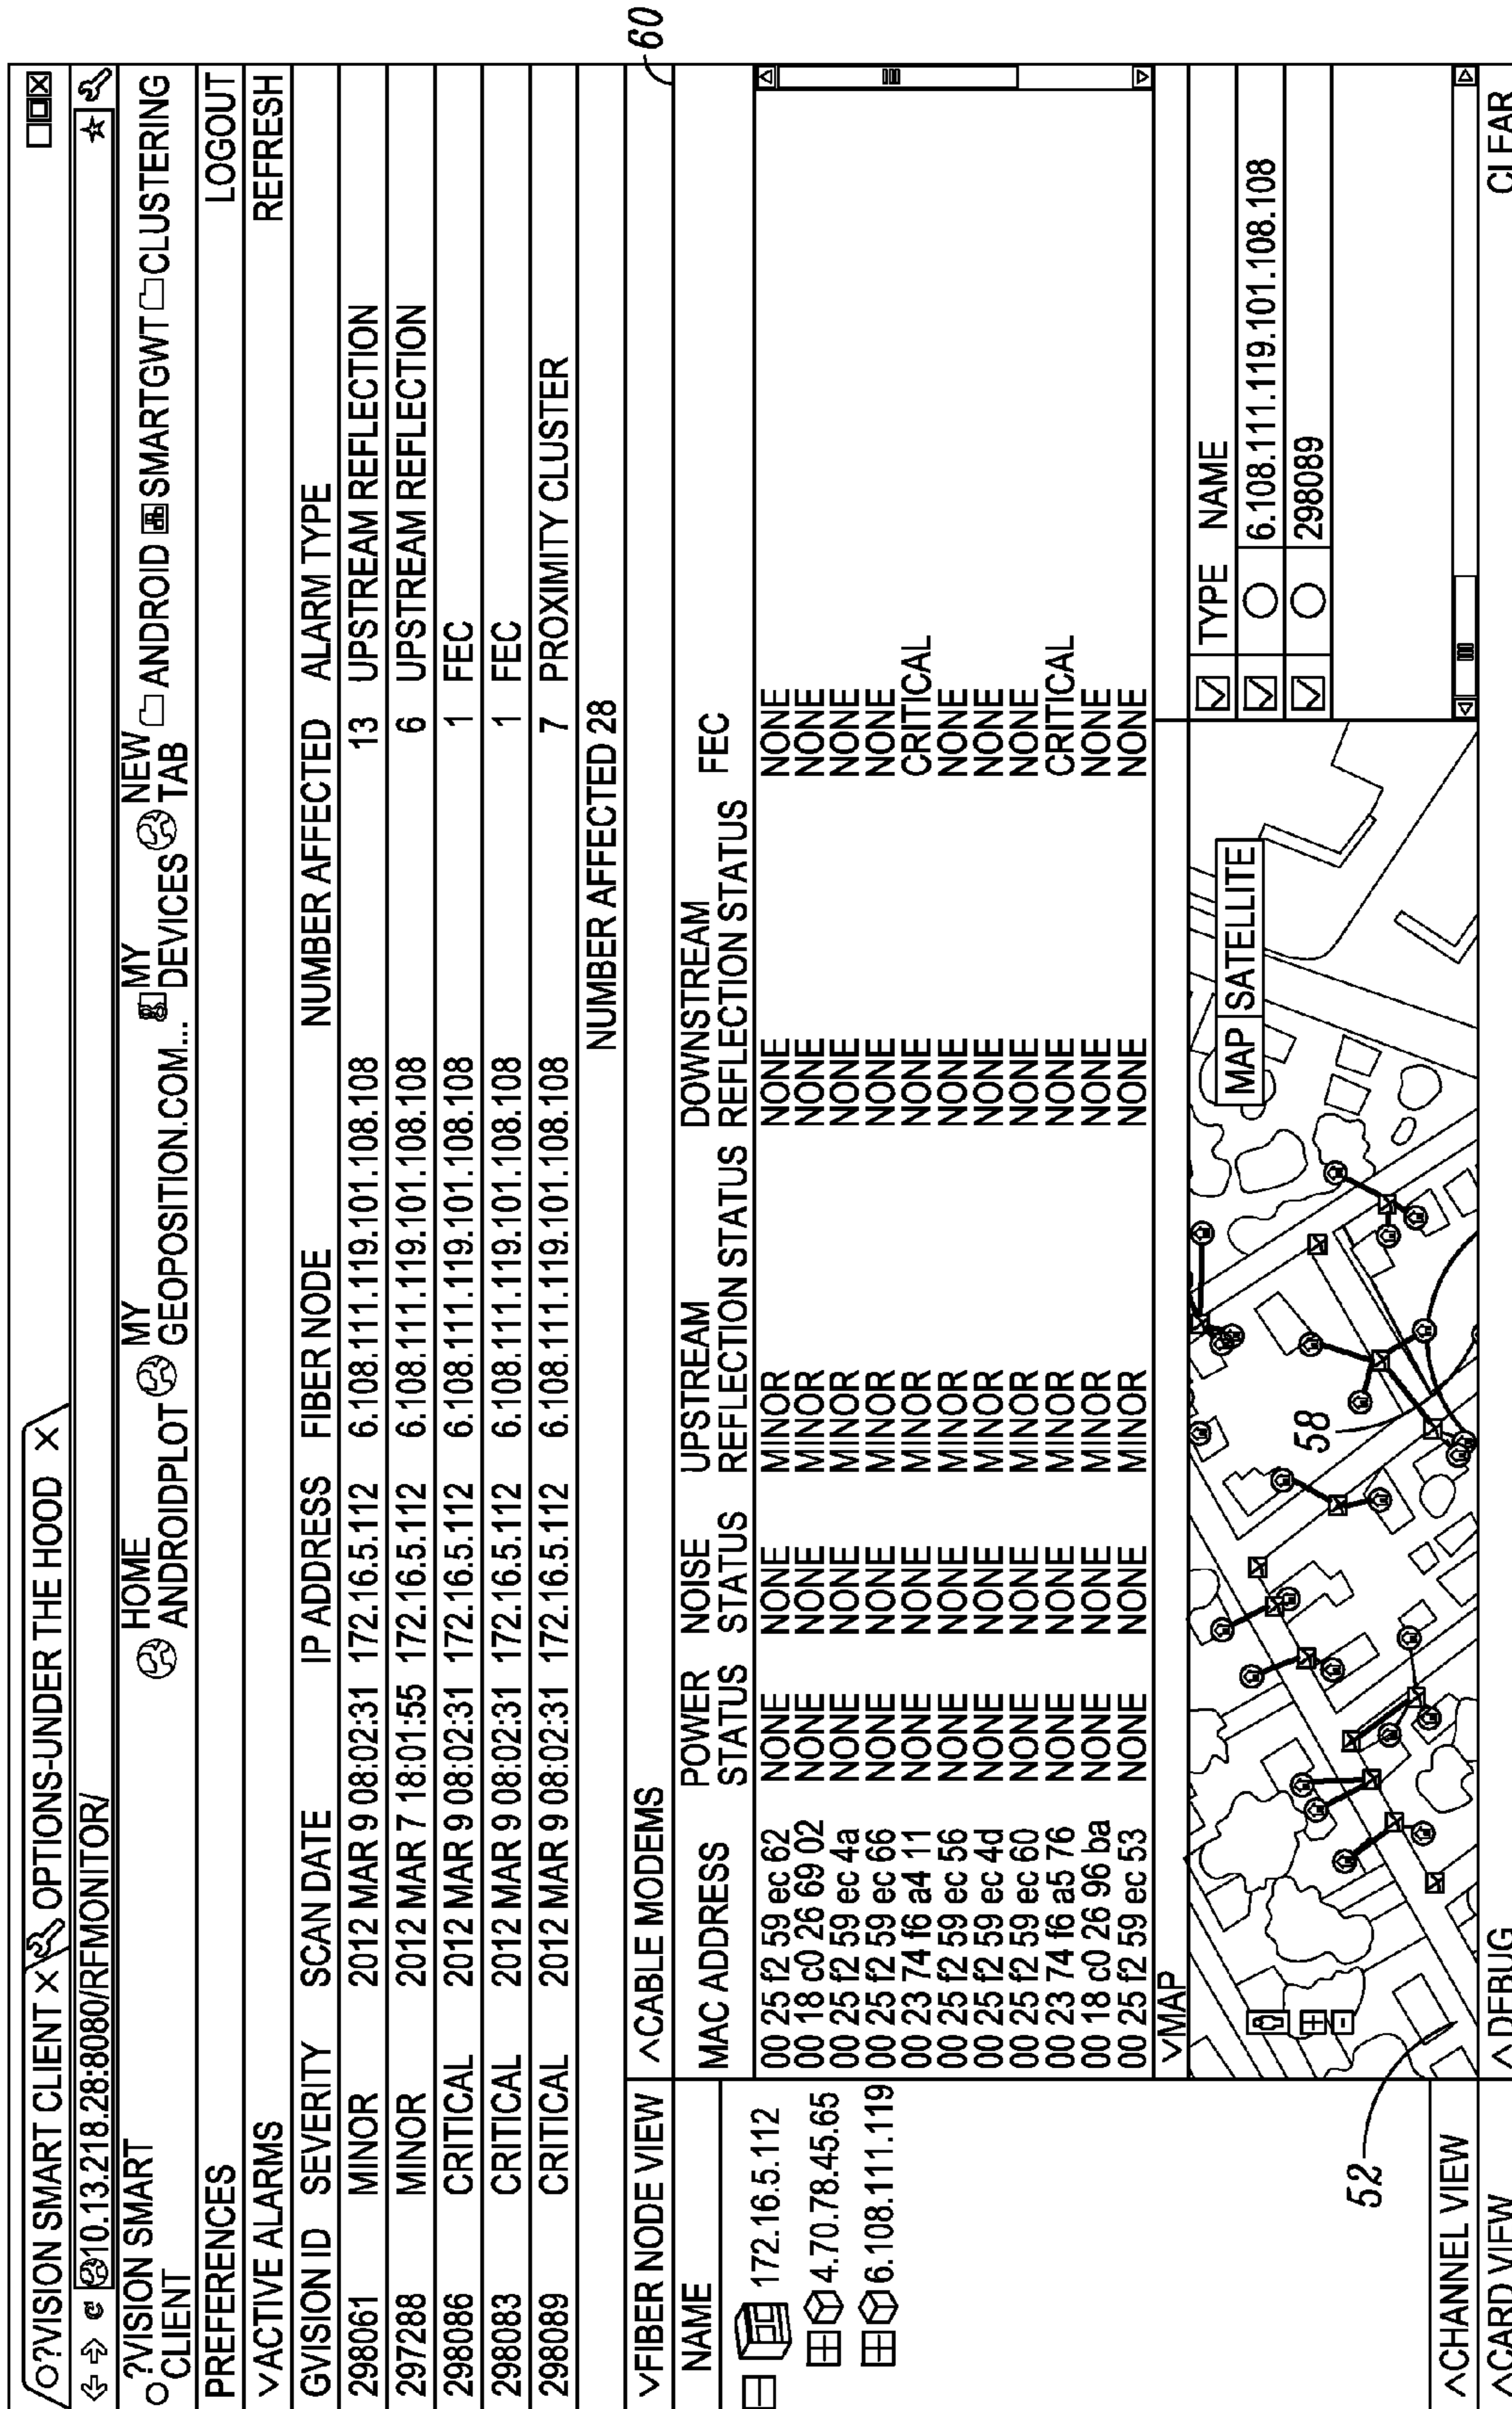 ?VISION SMART CLIENT × OPTIONS-UNDER THE HOOD ×
10.13.218.28:8080/RFMONITOR/
?VISION SMART CLIENT HOME ANDROIDPLOT MY GEOPOSITION.COM... MY DEVICES NEW TAB ANDROID SMARTGWT CLUSTERING
PREFERENCES LOGOUT
ACTIVE ALARMS REFRESH
GVISION ID SEVERITY SCAN DATE IP ADDRESS FIBER NODE NUMBER AFFECTED ALARM TYPE
298061 MINOR 2012 MAR 9 08:02:31 172.16.5.112 6.108.111.119.101.108.108 13 UPSTREAM REFLECTION
297288 MINOR 2012 MAR 7 18:01:55 172.16.5.112 6.108.111.119.101.108.108 6 UPSTREAM REFLECTION
298086 CRITICAL 2012 MAR 9 08:02:31 172.16.5.112 6.108.111.119.101.108.108 1 FEC
298083 CRITICAL 2012 MAR 9 08:02:31 172.16.5.112 6.108.111.119.101.108.108 1 FEC
298089 CRITICAL 2012 MAR 9 08:02:31 172.16.5.112 6.108.111.119.101.108.108 7 PROXIMITY CLUSTER
NUMBER AFFECTED 28
60
FIBER NODE VIEW
NAME
172.16.5.112
4.70.78.45.65
6.108.111.119
CABLE MODEMS
MAC ADDRESS POWER STATUS NOISE STATUS UPSTREAM REFLECTION STATUS DOWNSTREAM REFLECTION STATUS FEC
00 25 f2 59 ec 62 NONE NONE MINOR NONE NONE
00 18 c0 26 69 02 NONE NONE MINOR NONE NONE
00 25 f2 59 ec 4a NONE NONE MINOR NONE NONE
00 25 f2 59 ec 66 NONE NONE MINOR NONE NONE
00 23 74 f6 a4 11 NONE NONE MINOR NONE CRITICAL
00 25 f2 59 ec 56 NONE NONE MINOR NONE NONE
00 25 f2 59 ec 4d NONE NONE MINOR NONE NONE
00 25 f2 59 ec 60 NONE NONE MINOR NONE NONE
00 23 74 f6 a5 76 NONE NONE MINOR NONE CRITICAL
00 18 c0 26 96 ba NONE NONE MINOR NONE NONE
00 25 f2 59 ec 53 NONE NONE MINOR NONE NONE
MAP
MAP SATELLITE
58
52
TYPE NAME
6.108.111.119.101.108.108
298089
CHANNEL VIEW
CARD VIEW
DEBUG CLEAR